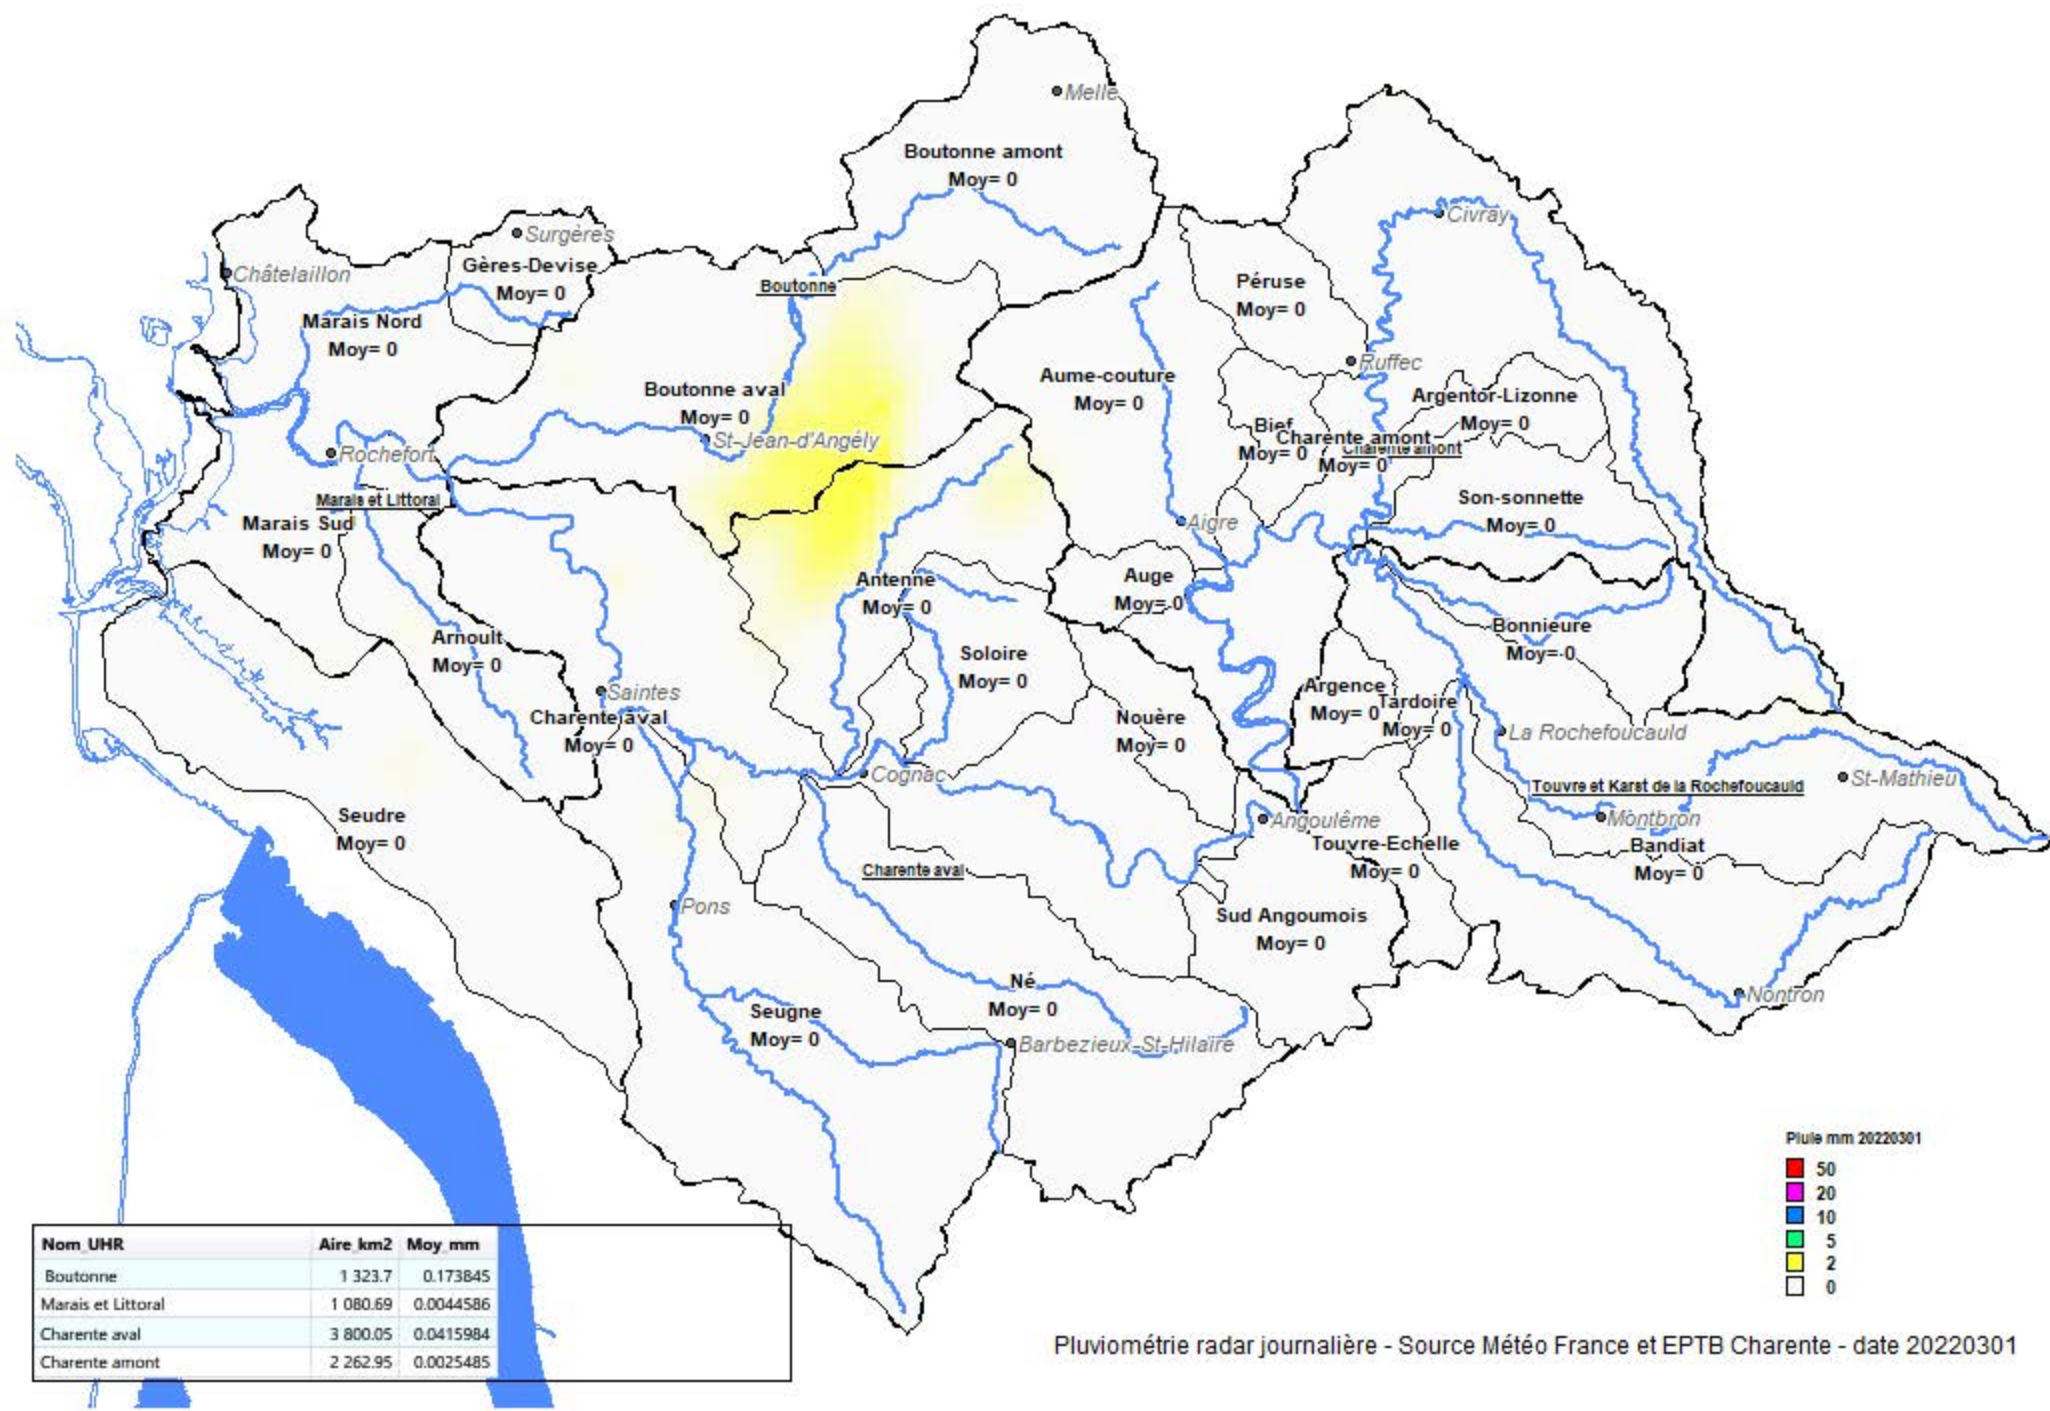 Melle
Boutonne amont
Moy= 0
Civray
Surgères
Châtelaillon
Gères-Devise
Moy= 0
Boutonne
Péruse
Moy= 0
Marais Nord
Moy= 0
Ruffec
Aume-couture
Moy= 0
Boutonne aval
Moy= 0
Argentor-Lizonne
Moy= 0
St-Jean-d'Angély
Bief
Moy= 0
Charente amont
Moy= 0
Charente amont
Rochefort
Marais et Littoral
Son-sonnette
Moy= 0
Marais Sud
Moy= 0
Aigre
Antenne
Moy= 0
Auge
Moy= 0
Bonnieure
Moy= 0
Arnoult
Moy= 0
Soloire
Moy= 0
Saintes
Argence
Moy= 0
Tardoire
Moy= 0
Charente aval
Moy= 0
Nouère
Moy= 0
La Rochefoucauld
Cognac
Touvre et Karst de la Rochefoucauld
St-Mathieu
Seudre
Moy= 0
Angoulême
Montbron
Touvre-Echelle
Moy= 0
Bandiat
Moy= 0
Charente aval
Pons
Sud Angoumois
Moy= 0
Né
Moy= 0
Nontron
Seugne
Moy= 0
Barbezieux-St-Hilaire
Pluie mm 20220301
50
20
10
5
2
0
Nom_UHR Aire_km2 Moy_mm
Boutonne 1 323.7 0.173845
Marais et Littoral 1 080.69 0.0044586
Charente aval 3 800.05 0.0415984
Charente amont 2 262.95 0.0025485
Pluviométrie radar journalière - Source Météo France et EPTB Charente - date 20220301